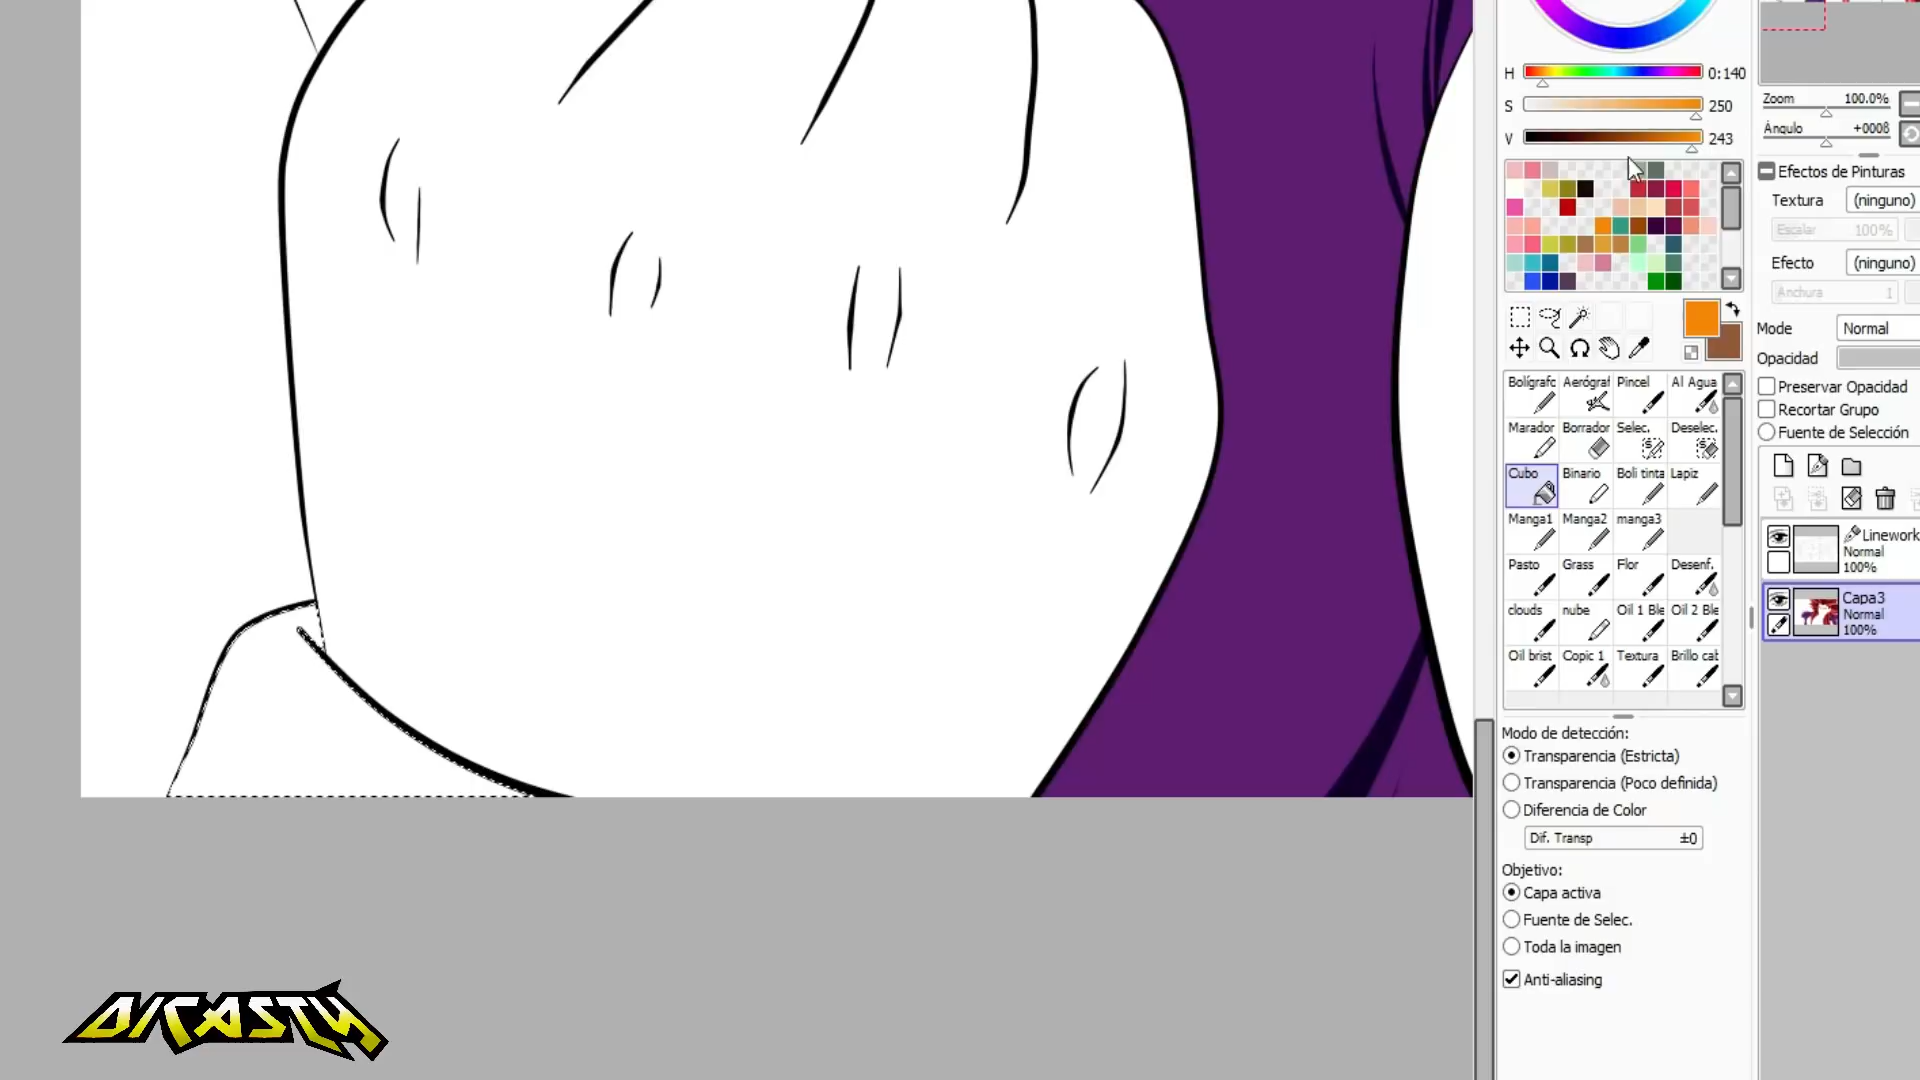 H 0:140
S 250
V 243
Zoom 100.0%
Ángulo +0008
Efectos de Pinturas
Textura (ninguno)
Escalar 100%
Efecto (ninguno)
Anchura 1
Mode Normal
Opacidad
Preservar Opacidad
Recortar Grupo
Fuente de Selección
Bolígrafo Aerógraf Pincel Al Agua
Marador Borrador Selec. Deselec.
Cubo Binario Boli tinta Lapiz
Manga1 Manga2 manga3
Pasto Grass Flor Desenf.
clouds nube Oil 1 Ble Oil 2 Ble
Oil brist Copic 1 Textura Brillo cab
Linework
Normal
100%
Capa3
Normal
100%
Modo de detección:
Transparencia (Estricta)
Transparencia (Poco definida)
Diferencia de Color
Dif. Transp ±0
Objetivo:
Capa activa
Fuente de Selec.
Toda la imagen
Anti-aliasing
DICASTY